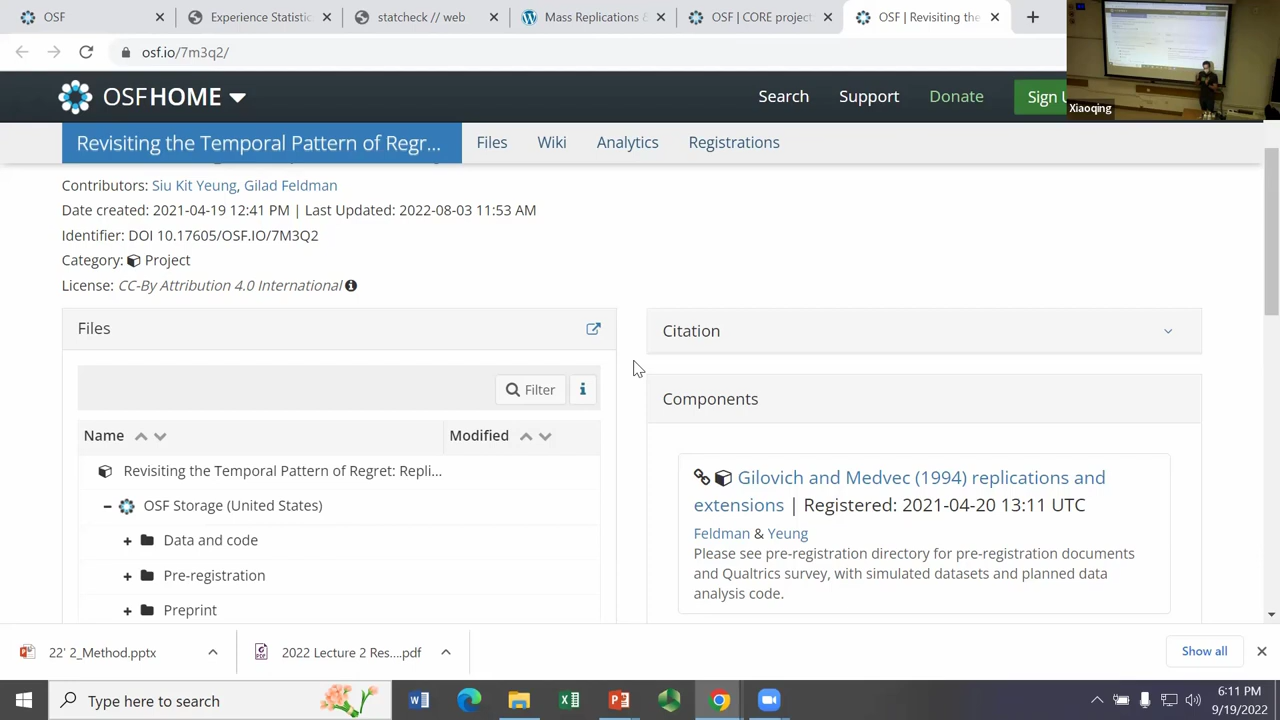 OSF
Experience Statistic
statcheck // web
Mass Replications &
OSF | CORE project
OSF | Revisiting the
osf.io/7m3q2/
OSFHOME
Search
Support
Donate
Sign U
Xiaoqing
Revisiting the Temporal Pattern of Regr...
Files
Wiki
Analytics
Registrations
Contributors: Siu Kit Yeung, Gilad Feldman
Date created: 2021-04-19 12:41 PM | Last Updated: 2022-08-03 11:53 AM
Identifier: DOI 10.17605/OSF.IO/7M3Q2
Category: Project
License: CC-By Attribution 4.0 International
Files
Filter
Name
Modified
Revisiting the Temporal Pattern of Regret: Repli...
OSF Storage (United States)
Data and code
Pre-registration
Preprint
Citation
Components
Gilovich and Medvec (1994) replications and
extensions | Registered: 2021-04-20 13:11 UTC
Feldman & Yeung
Please see pre-registration directory for pre-registration documents
and Qualtrics survey, with simulated datasets and planned data
analysis code.
22' 2_Method.pptx
2022 Lecture 2 Res....pdf
Show all
Type here to search
6:11 PM
9/19/2022